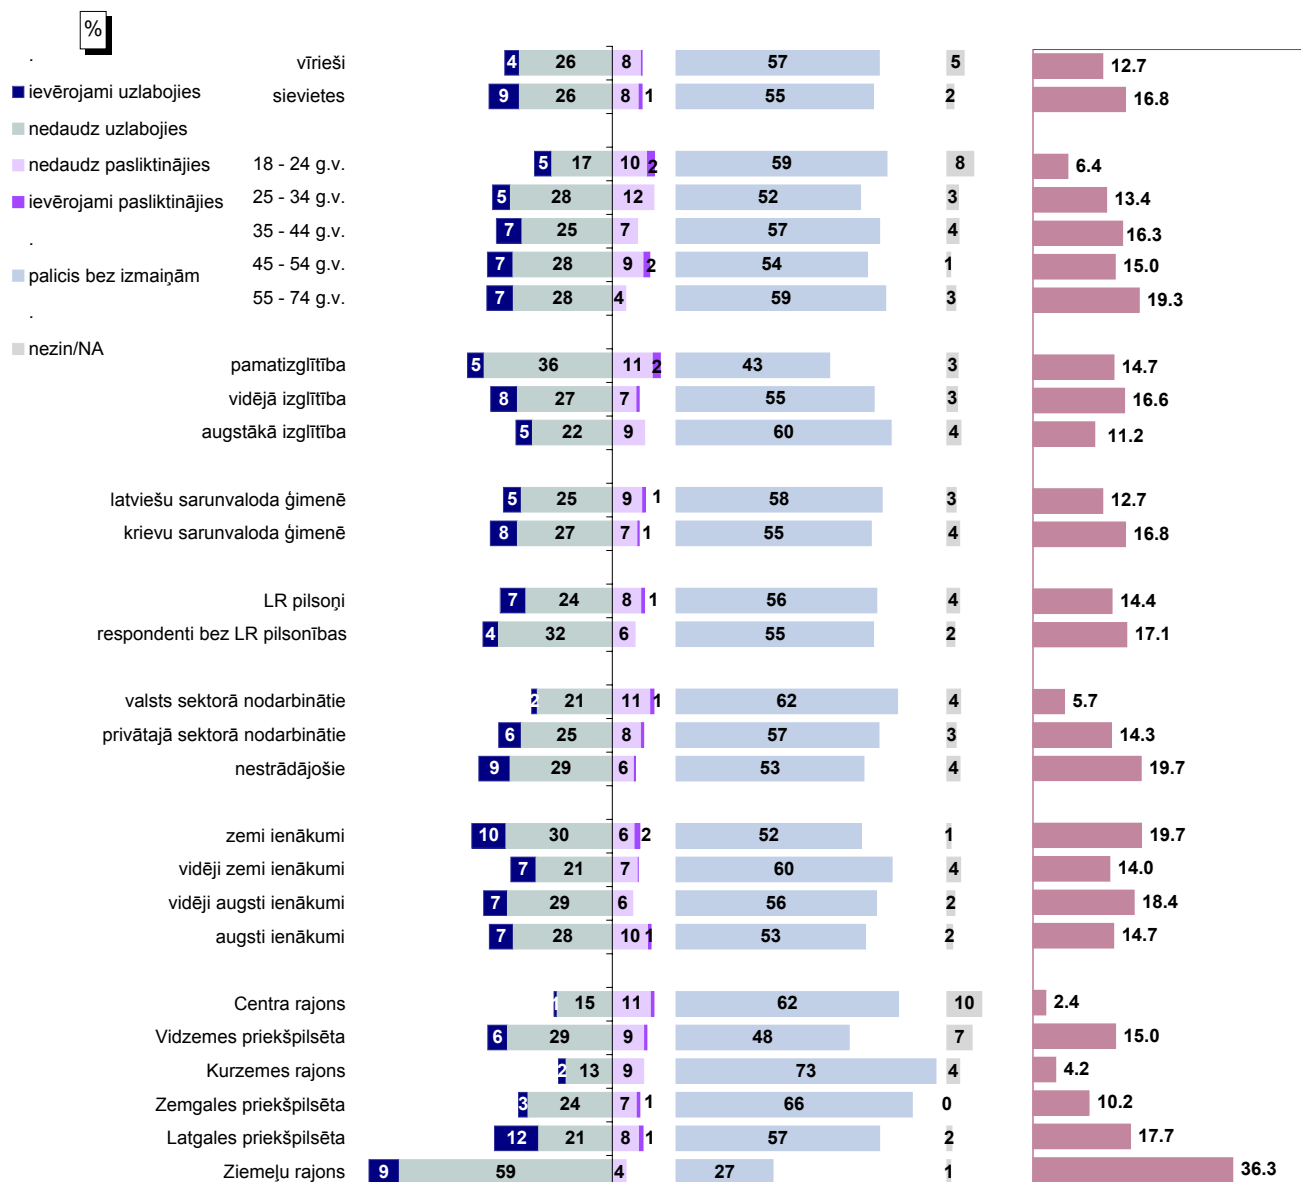 %
.
vīrieši 4 26 8 57 5 12.7
ievērojami uzlabojies
sievietes 9 26 8 1 55 2 16.8
nedaudz uzlabojies
nedaudz pasliktinājies
18 - 24 g.v. 5 17 10 2 59 8 6.4
ievērojami pasliktinājies
25 - 34 g.v. 5 28 12 52 3 13.4
.
35 - 44 g.v. 7 25 7 57 4 16.3
palicis bez izmaiņām
45 - 54 g.v. 7 28 9 2 54 1 15.0
.
55 - 74 g.v. 7 28 4 59 3 19.3
nezin/NA
pamatizglītība 5 36 11 2 43 3 14.7
vidējā izglītība 8 27 7 55 3 16.6
augstākā izglītība 5 22 9 60 4 11.2
latviešu sarunvaloda ģimenē 5 25 9 1 58 3 12.7
krievu sarunvaloda ģimenē 8 27 7 1 55 4 16.8
LR pilsoņi 7 24 8 1 56 4 14.4
respondenti bez LR pilsonības 4 32 6 55 2 17.1
valsts sektorā nodarbinātie 2 21 11 1 62 4 5.7
privātajā sektorā nodarbinātie 6 25 8 57 3 14.3
nestrādājošie 9 29 6 53 4 19.7
zemi ienākumi 10 30 6 2 52 1 19.7
vidēji zemi ienākumi 7 21 7 60 4 14.0
vidēji augsti ienākumi 7 29 6 56 2 18.4
augsti ienākumi 7 28 10 1 53 2 14.7
Centra rajons 1 15 11 62 10 2.4
Vidzemes priekšpilsēta 6 29 9 48 7 15.0
Kurzemes rajons 2 13 9 73 4 4.2
Zemgales priekšpilsēta 3 24 7 1 66 0 10.2
Latgales priekšpilsēta 12 21 8 1 57 2 17.7
Ziemeļu rajons 9 59 4 27 1 36.3